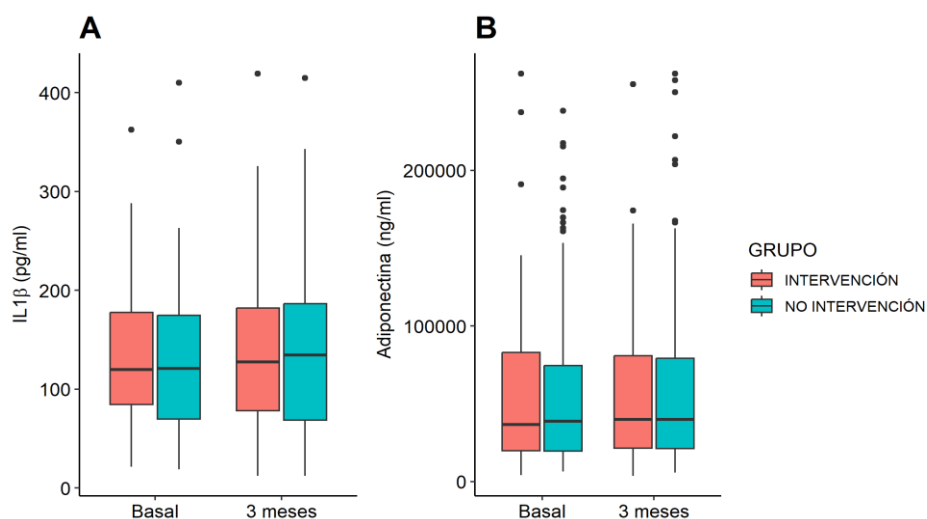 A
IL1β (pg/ml)
400
300
200
100
0
Basal
3 meses
B
Adiponectina (ng/ml)
200000
100000
0
Basal
3 meses
GRUPO
INTERVENCIÓN
NO INTERVENCIÓN